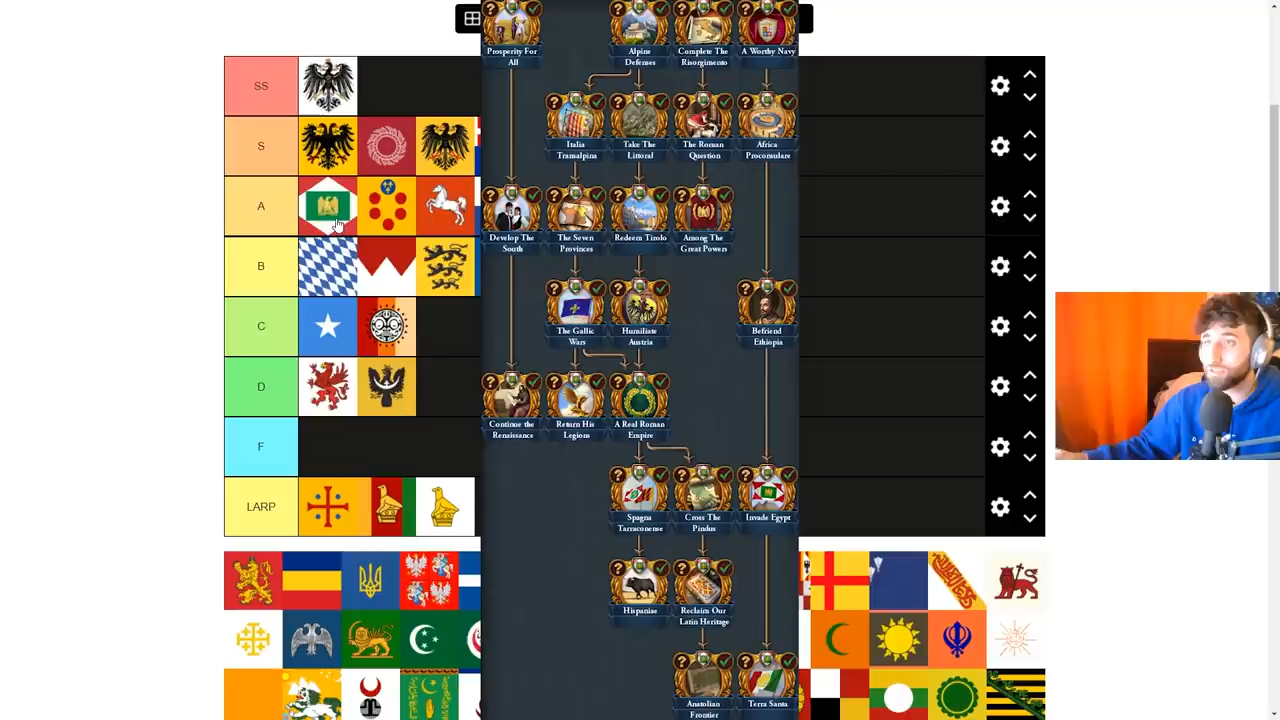 Prosperity For
All
Alpine
Defenses
Complete The
Risorgimento
A Worthy Navy
SS
S
Italia
Transalpina
Take The
Littoral
The Roman
Question
Africa
Proconsulare
A
Develop The
South
The Seven
Provinces
Redeem Tirolo
Among The
Great Powers
B
The Gallic
Wars
Humiliate
Austria
Befriend
Ethiopia
C
D
Continue the
Renaissance
Return His
Legions
A Real Roman
Empire
F
Spagna
Tarraconense
Cross The
Pindus
Invade Egypt
LARP
Hispaniae
Reclaim Our
Latin Heritage
Anatolian
Frontier
Terra Santa